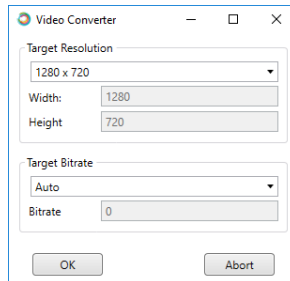 Video Converter
Target Resolution
1280 x 720
Width: 1280
Height 720
Target Bitrate
Auto
Bitrate 0
OK Abort